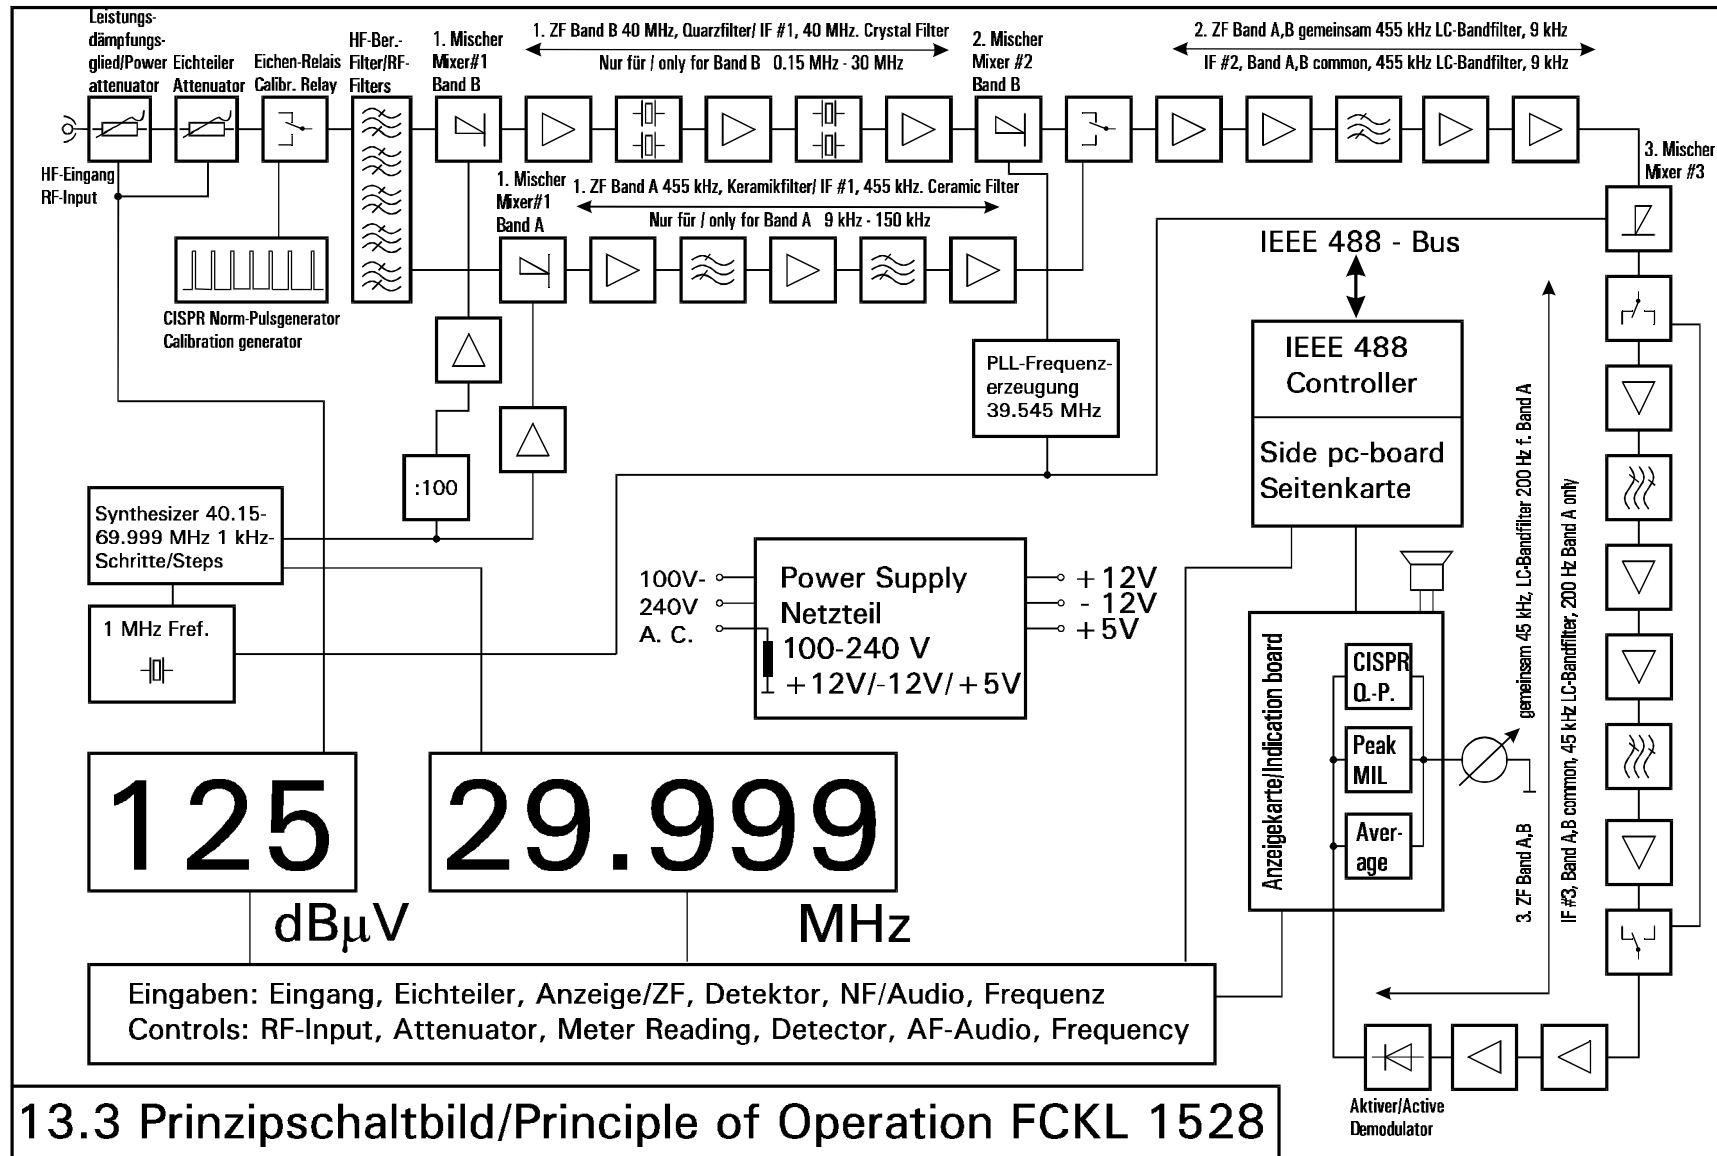 Leistungs-
dämpfungs-
glied/Power
attenuator
Eichteiler
Attenuator
Eichen-Relais
Calibr. Relay
HF-Ber.-
Filter/RF-
Filters
1. Mischer
Mixer#1
Band B
1. ZF Band B 40 MHz, Quarzfilter/ IF #1, 40 MHz. Crystal Filter
Nur für / only for Band B 0.15 MHz - 30 MHz
2. Mischer
Mixer #2
Band B
2. ZF Band A,B gemeinsam 455 kHz LC-Bandfilter, 9 kHz
IF #2, Band A,B common, 455 kHz LC-Bandfilter, 9 kHz
3. Mischer
Mixer #3
HF-Eingang
RF-Input
1. Mischer
Mixer#1
Band A
1. ZF Band A 455 kHz, Keramikfilter/ IF #1, 455 kHz. Ceramic Filter
Nur für / only for Band A 9 kHz - 150 kHz
CISPR Norm-Pulsgenerator
Calibration generator
IEEE 488 - Bus
IEEE 488
Controller
Side pc-board
Seitenkarte
PLL-Frequenz-
erzeugung
39.545 MHz
:100
Synthesizer 40.15-
69.999 MHz 1 kHz-
Schritte/Steps
1 MHz Fref.
100V-
240V
A. C.
Power Supply
Netzteil
100-240 V
+12V/-12V/+5V
+12V
- 12V
+5V
Anzeigekarte/Indication board
CISPR
Q.-P.
Peak
MIL
Aver-
age
3. ZF Band A,B gemeinsam 45 kHz, LC-Bandfilter 200 Hz f. Band A
IF #3, Band A,B common, 45 kHz LC-Bandfilter, 200 Hz Band A only
125
dBµV
29.999
MHz
Eingaben: Eingang, Eichteiler, Anzeige/ZF, Detektor, NF/Audio, Frequenz
Controls: RF-Input, Attenuator, Meter Reading, Detector, AF-Audio, Frequency
Aktiver/Active
Demodulator
13.3 Prinzipschaltbild/Principle of Operation FCKL 1528